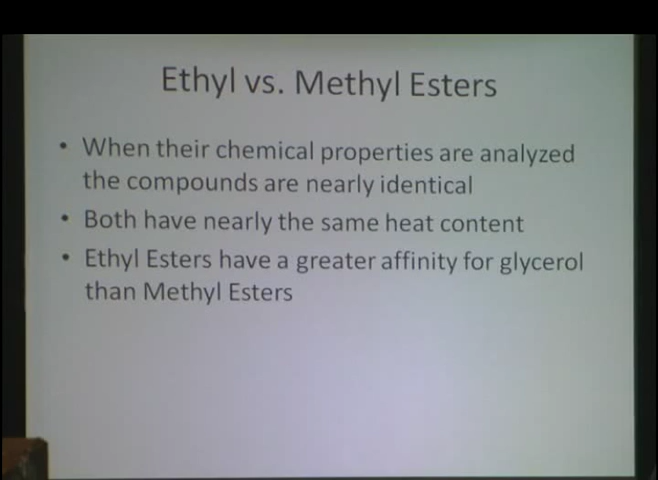 Ethyl vs. Methyl Esters
• When their chemical properties are analyzed
the compounds are nearly identical
• Both have nearly the same heat content
• Ethyl Esters have a greater affinity for glycerol
than Methyl Esters